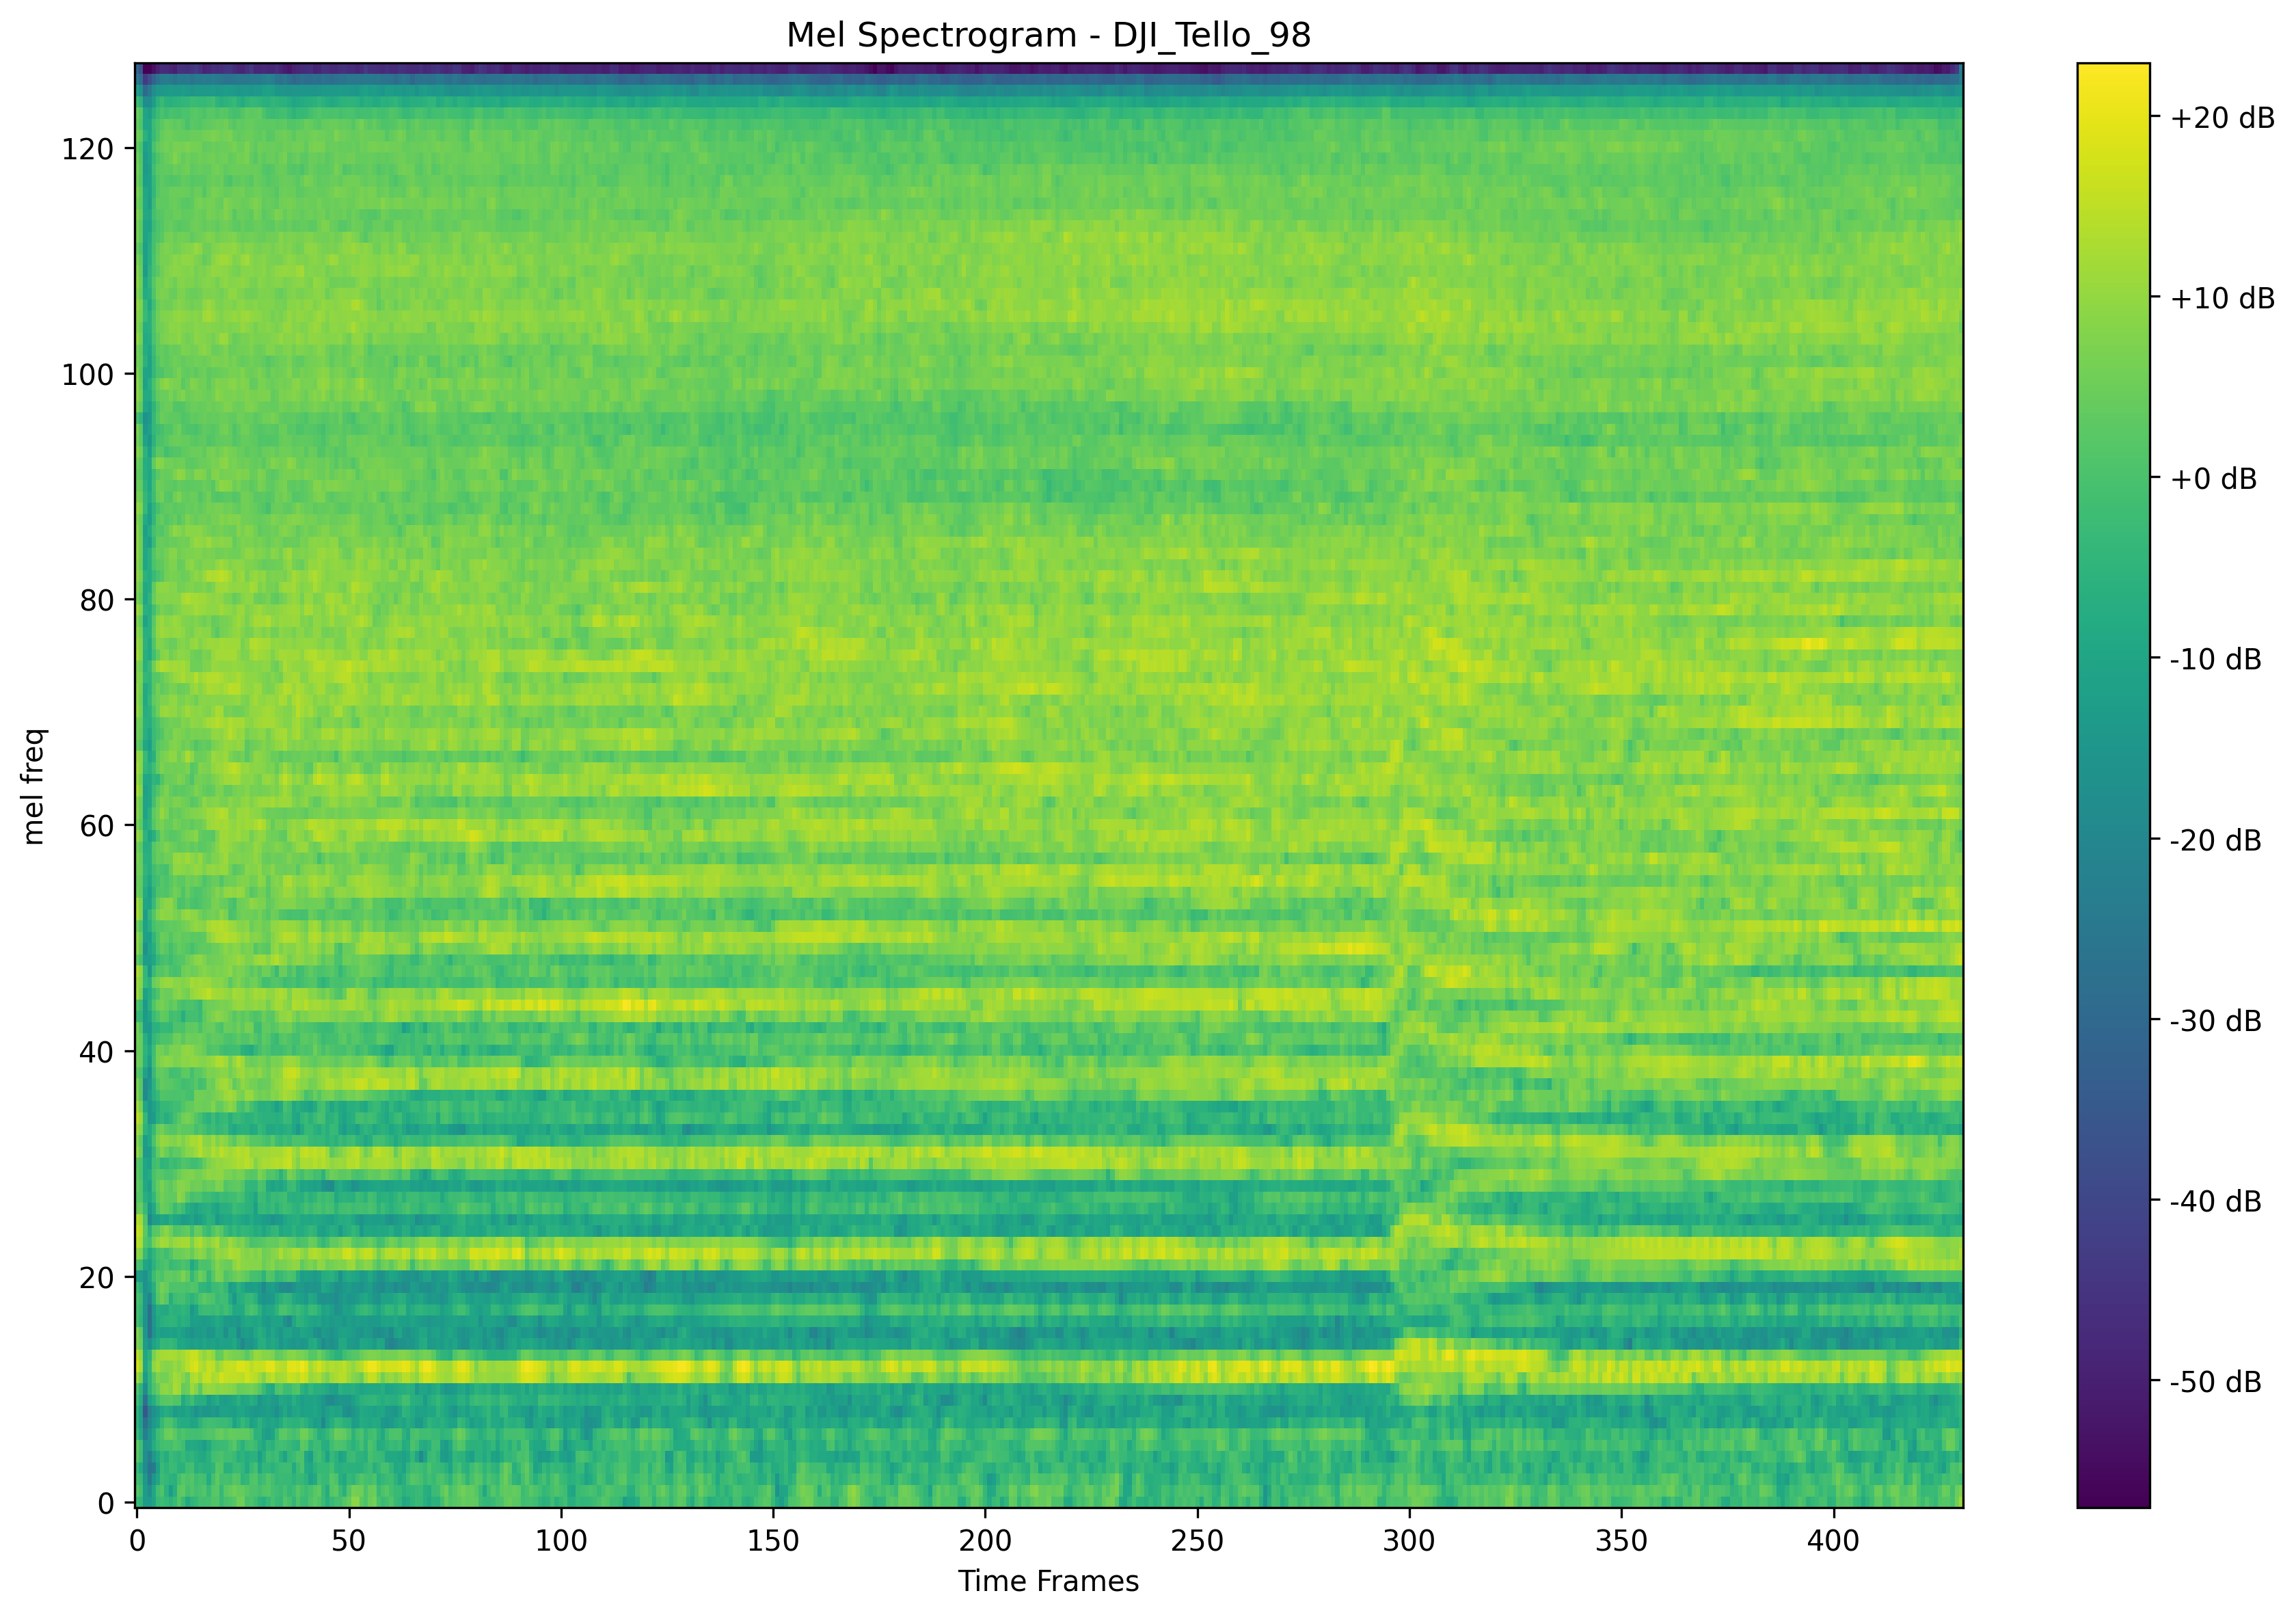 Mel Spectrogram - DJI_Tello_98
mel freq
120
100
80
60
40
20
0
0 50 100 150 200 250 300 350 400
Time Frames
+20 dB
+10 dB
+0 dB
-10 dB
-20 dB
-30 dB
-40 dB
-50 dB